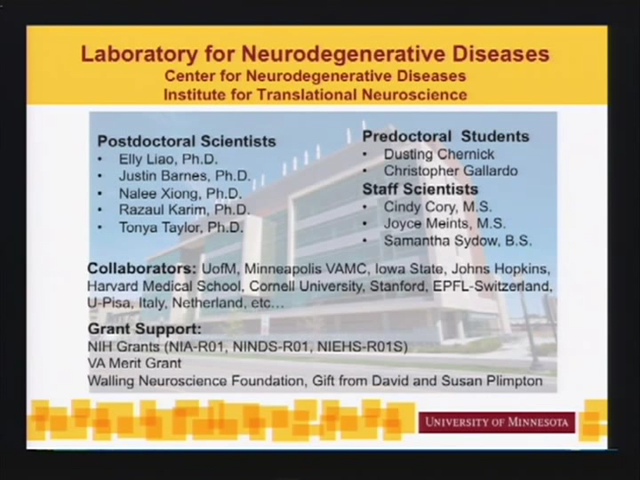 Laboratory for Neurodegenerative Diseases
Center for Neurodegenerative Diseases
Institute for Translational Neuroscience
Postdoctoral Scientists
• Elly Liao, Ph.D.
• Justin Barnes, Ph.D.
• Nalee Xiong, Ph.D.
• Razaul Karim, Ph.D.
• Tonya Taylor, Ph.D.
Predoctoral Students
• Dusting Chernick
• Christopher Gallardo
Staff Scientists
• Cindy Cory, M.S.
• Joyce Meints, M.S.
• Samantha Sydow, B.S.
Collaborators: UofM, Minneapolis VAMC, Iowa State, Johns Hopkins,
Harvard Medical School, Cornell University, Stanford, EPFL-Switzerland,
U-Pisa, Italy, Netherland, etc...
Grant Support:
NIH Grants (NIA-R01, NINDS-R01, NIEHS-R01S)
VA Merit Grant
Walling Neuroscience Foundation, Gift from David and Susan Plimpton
UNIVERSITY OF MINNESOTA